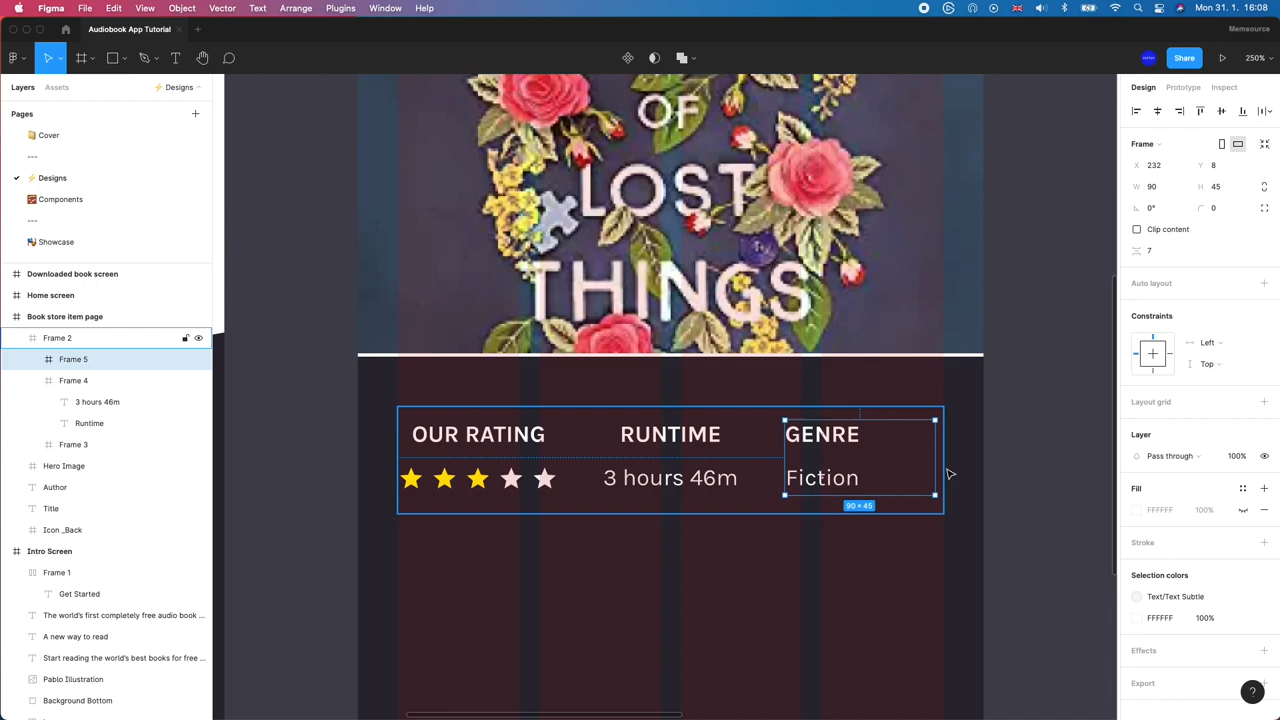 Figma File Edit View Object Vector Text Arrange Plugins Window Help 16:08
Audiobook App Tutorial Memsource
Share 250%
Layers Assets ⚡ Designs
Pages
Cover
---
⚡ Designs
Components
---
Showcase
Downloaded book screen
Home screen
Book store item page
Frame 2
Frame 5
Frame 4
3 hours 46m
Runtime
Frame 3
Hero Image
Author
Title
Icon _Back
Intro Screen
Frame 1
Get Started
The world's first completely free audio book ...
A new way to read
Start reading the world's best books for free ...
Pablo Illustration
Background Bottom
OF
LOST
THINGS
OUR RATING RUNTIME GENRE
3 hours 46m Fiction
90 × 45
Design Prototype Inspect
Frame
X 232 Y 8
W 90 H 45
0° 0
Clip content
7
Auto layout
Constraints
Left
Top
Layout grid
Layer
Pass through 100%
Fill
FFFFFF 100%
Stroke
Selection colors
Text/Text Subtle
FFFFFF 100%
Effects
Export
?